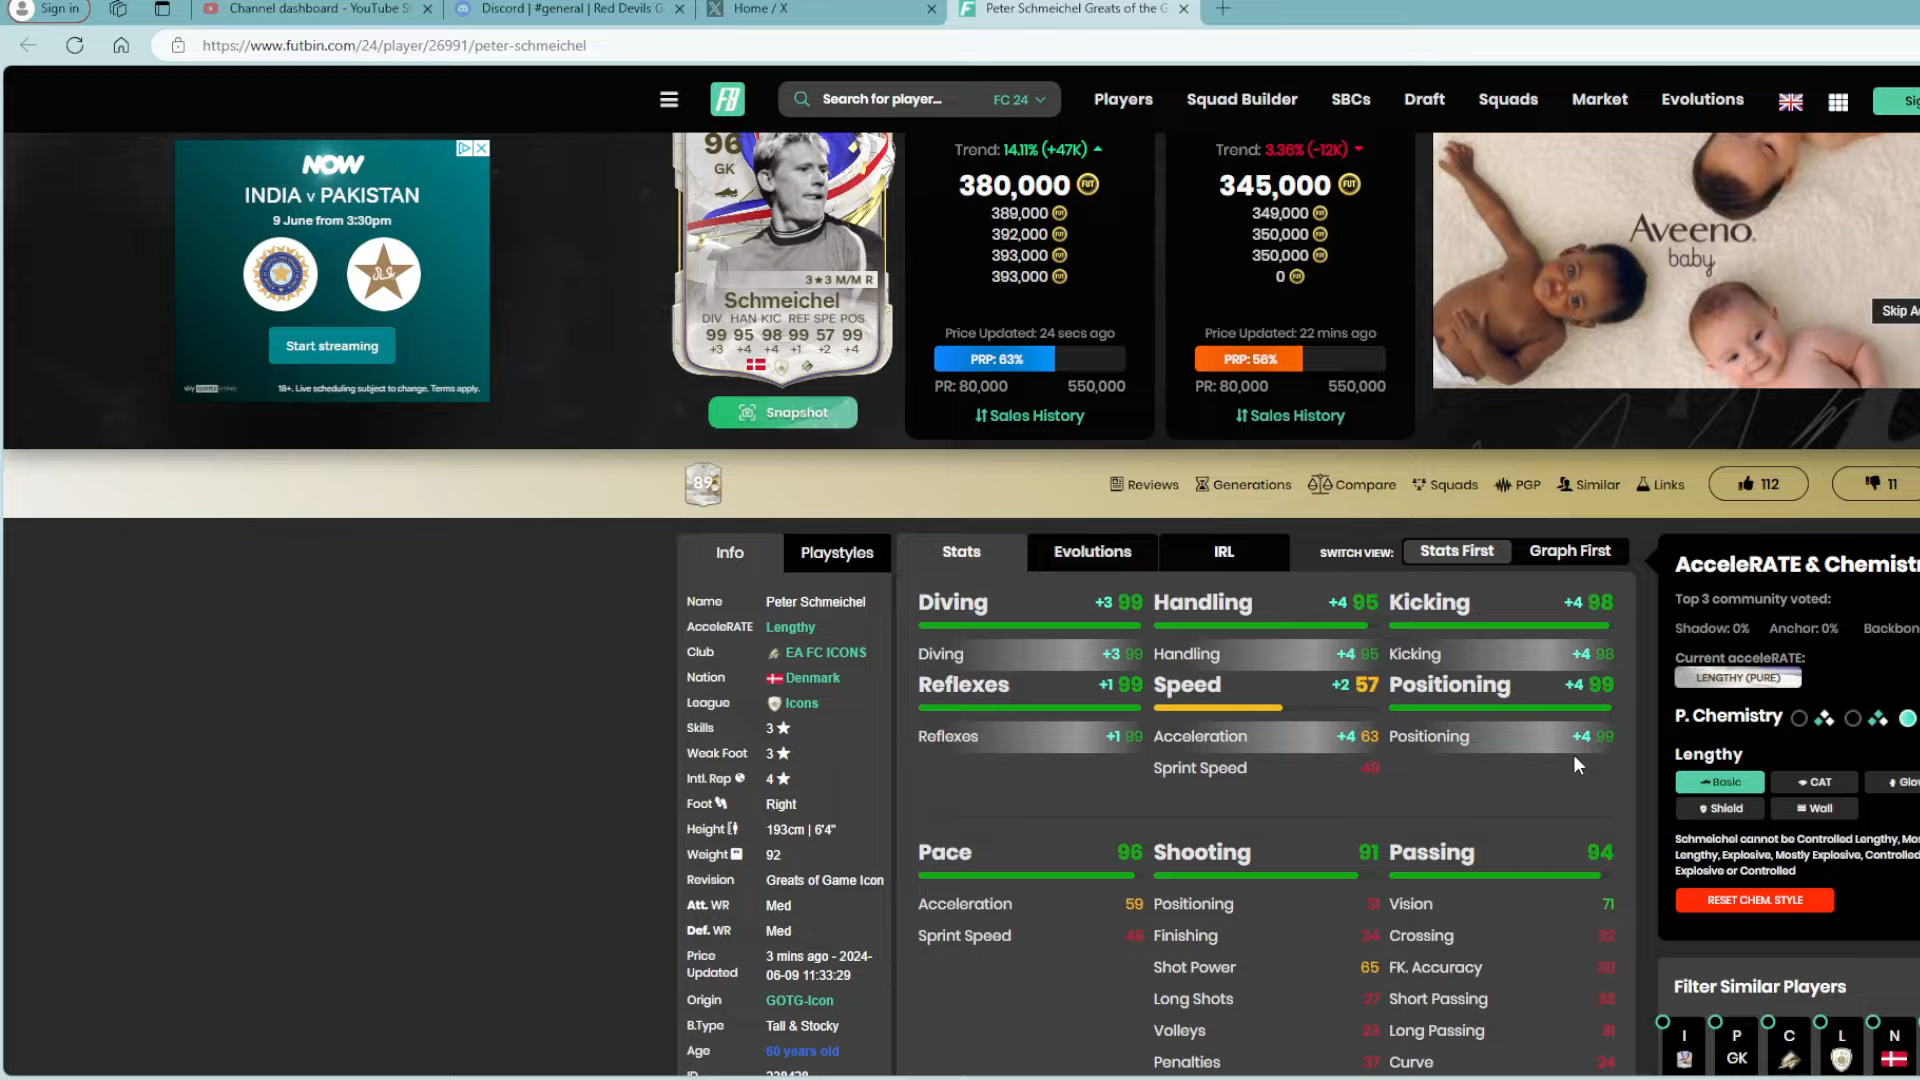 Sign in
Channel dashboard - YouTube S
Discord | #general | Red Devils G
Home / X
Peter Schmeichel Greats of the G
https://www.futbin.com/24/player/26991/peter-schmeichel
Search for player...
FC 24
Players
Squad Builder
SBCs
Draft
Squads
Market
Evolutions
NOW
INDIA v PAKISTAN
9 June from 3:30pm
Start streaming
18+. Live scheduling subject to change. Terms apply.
96
GK
3★3 M/M R
Schmeichel
DIV HAN KIC REF SPE POS
99 95 98 99 57 99
+3 +4 +4 +1 +2 +4
Snapshot
Trend: 14.11% (+47K)
380,000
389,000
392,000
393,000
393,000
Price Updated: 24 secs ago
PRP: 63%
PR: 80,000 550,000
Sales History
Trend: 3.36% (-12K)
345,000
349,000
350,000
350,000
0
Price Updated: 22 mins ago
PRP: 56%
PR: 80,000 550,000
Sales History
Aveeno.
baby
Skip A
89
Reviews
Generations
Compare
Squads
PGP
Similar
Links
112
11
Info
Playstyles
Name Peter Schmeichel
AcceleRATE Lengthy
Club EA FC ICONS
Nation Denmark
League Icons
Skills 3 ★
Weak Foot 3 ★
Intl. Rep 4 ★
Foot Right
Height 193cm | 6'4"
Weight 92
Revision Greats of Game Icon
Att. WR Med
Def. WR Med
Price Updated 3 mins ago - 2024-
06-09 11:33:29
Origin GOTG-Icon
B.Type Tall & Stocky
Age 60 years old
Stats
Evolutions
IRL
SWITCH VIEW:
Stats First
Graph First
Diving +3 99
Handling +4 95
Kicking +4 98
Diving +3 99
Handling +4 95
Kicking +4 98
Reflexes +1 99
Speed +2 57
Positioning +4 99
Reflexes +1 99
Acceleration +4 63
Positioning +4 99
Sprint Speed 49
Pace 96
Shooting 91
Passing 94
Acceleration 59
Positioning 31
Vision 71
Sprint Speed 49
Finishing 34
Crossing 32
Shot Power 65
FK. Accuracy 30
Long Shots 27
Short Passing 33
Volleys 23
Long Passing 31
Penalties 37
Curve 24
AcceleRATE & Chemistr
Top 3 community voted:
Shadow: 0% Anchor: 0% Backbon
Current acceleRATE:
LENGTHY (PURE)
P. Chemistry
Lengthy
Basic
CAT
Glo
Shield
Wall
Schmeichel cannot be Controlled Lengthy, Mos
Lengthy, Explosive, Mostly Explosive, Controlled
Explosive or Controlled
RESET CHEM. STYLE
Filter Similar Players
I
P
C
L
N
GK